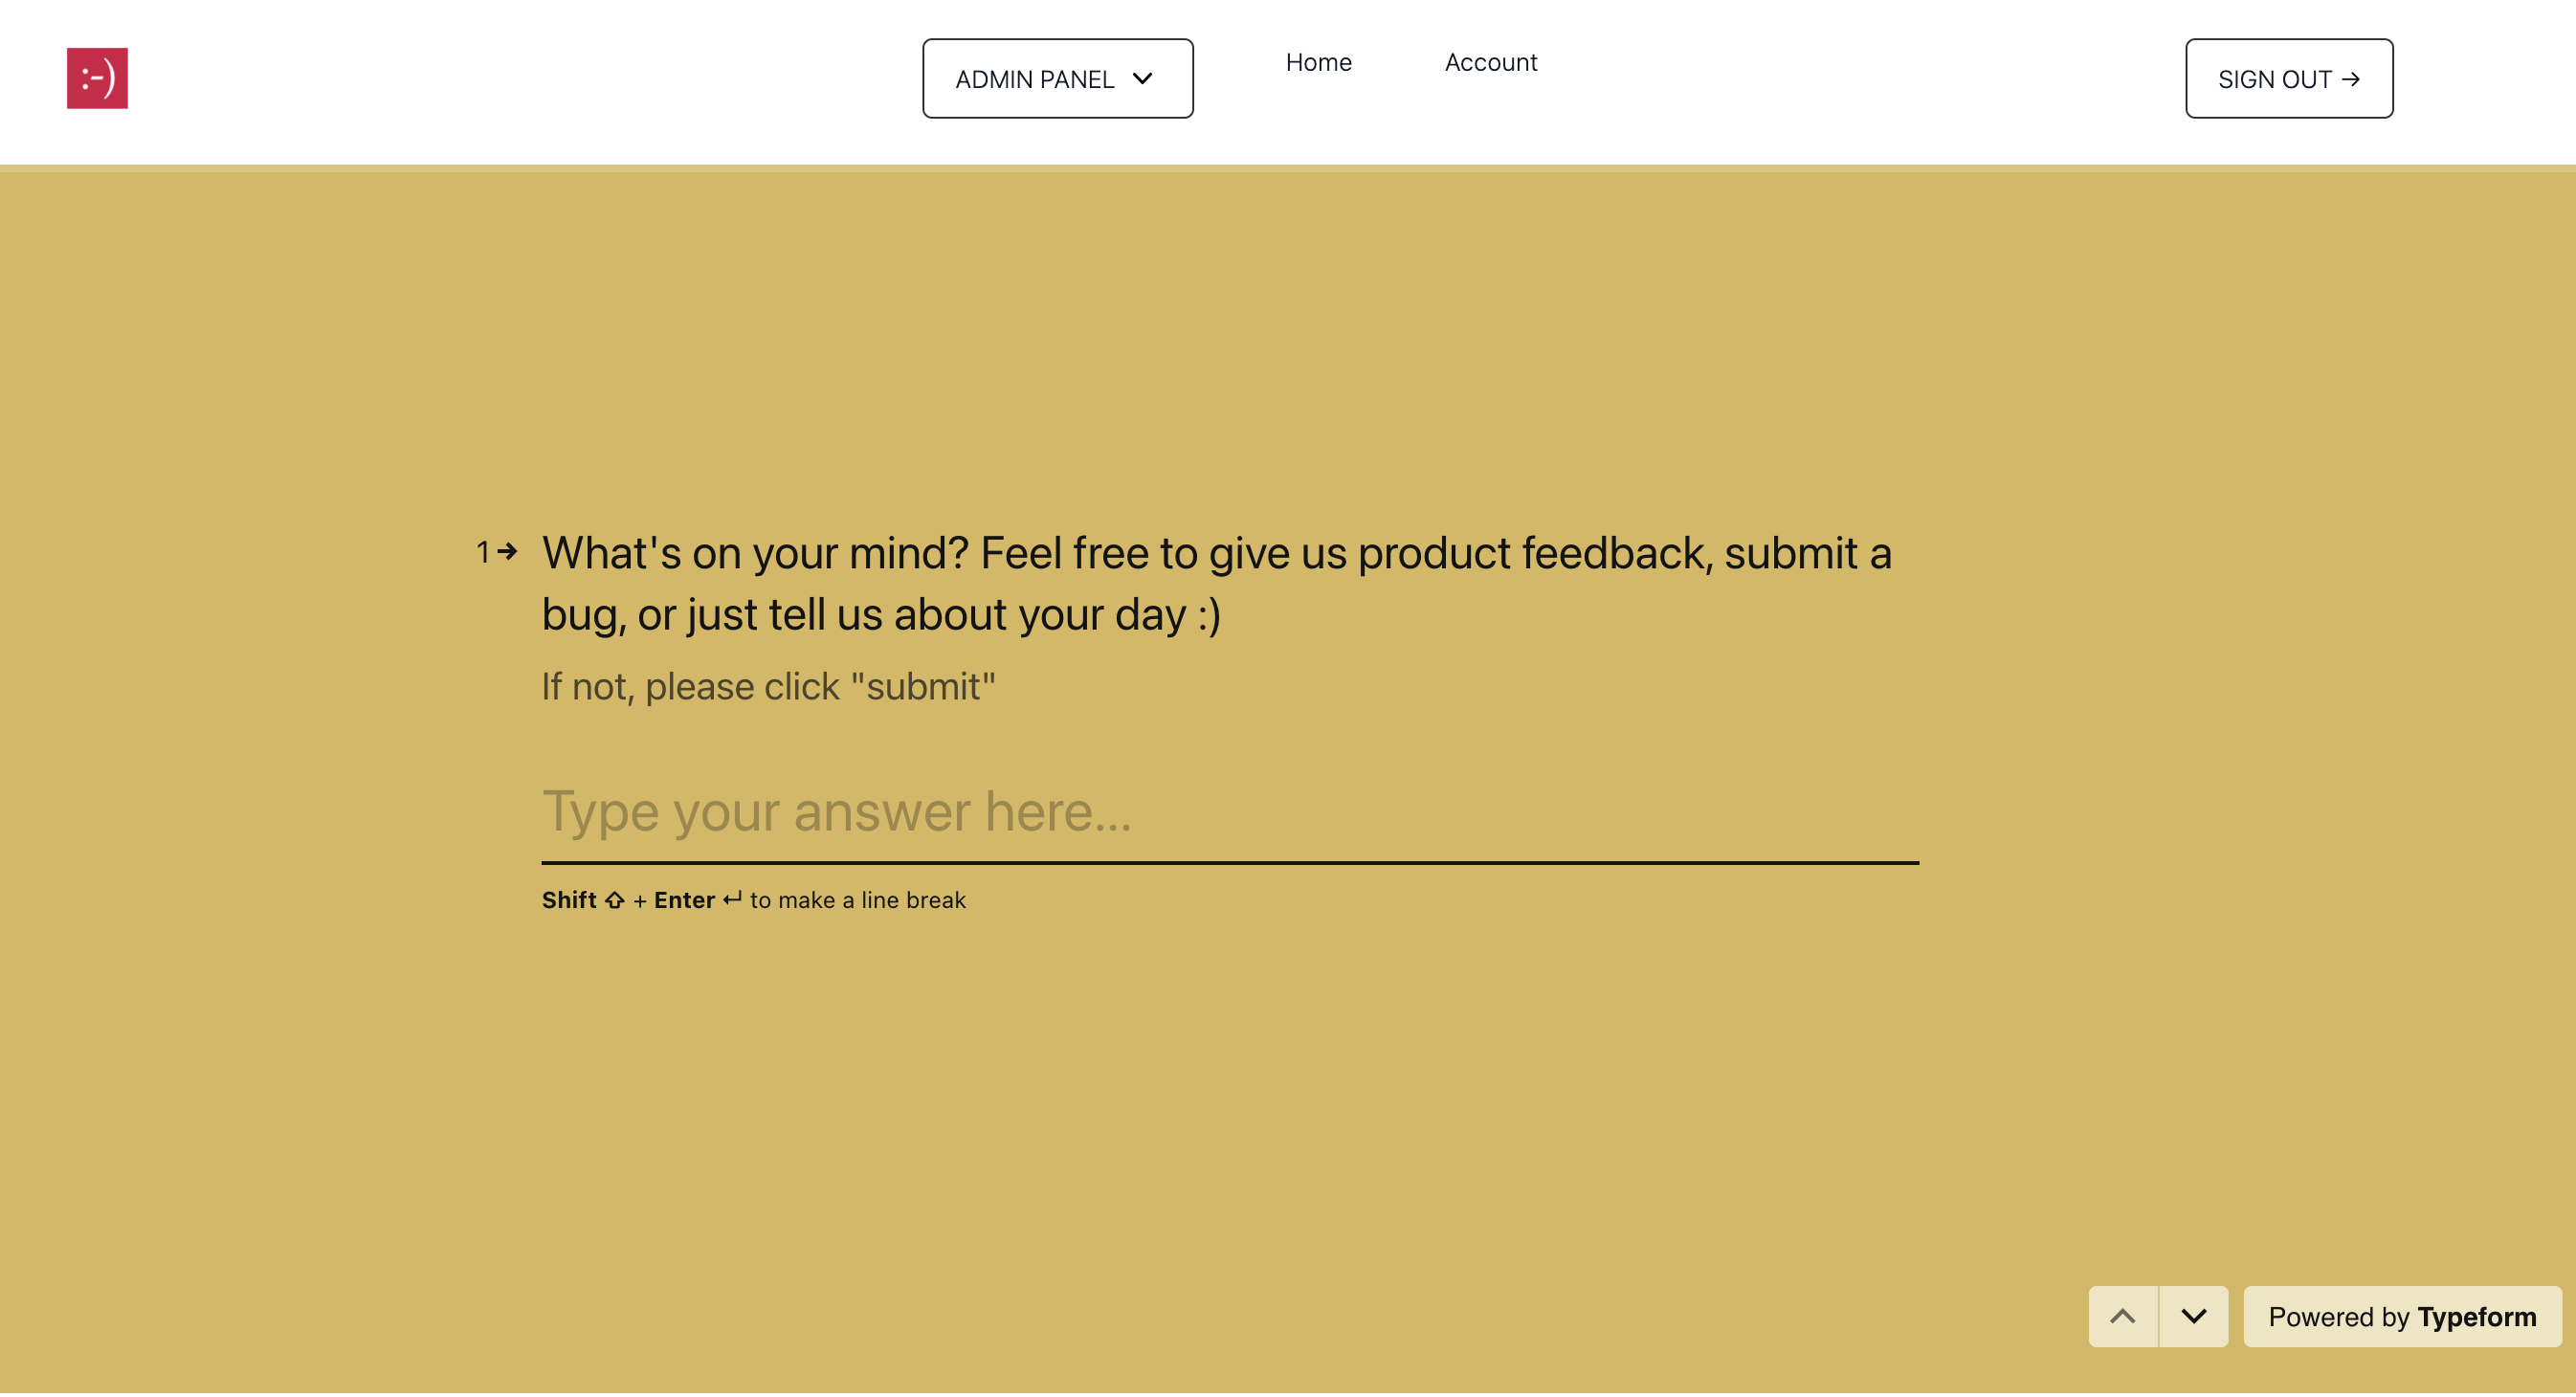 :-)
ADMIN PANEL
Home
Account
SIGN OUT →
1 → What's on your mind? Feel free to give us product feedback, submit a
bug, or just tell us about your day :)
If not, please click "submit"
Type your answer here...
Shift ⇧ + Enter ↵ to make a line break
Powered by Typeform